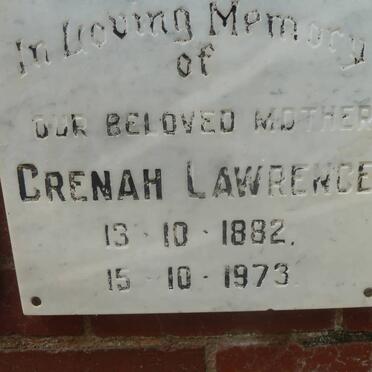 In Loving Memory
of
OUR BELOVED MOTHER
CRENAH LAWRENCE
13 · 10 · 1882.
15 · 10 · 1973